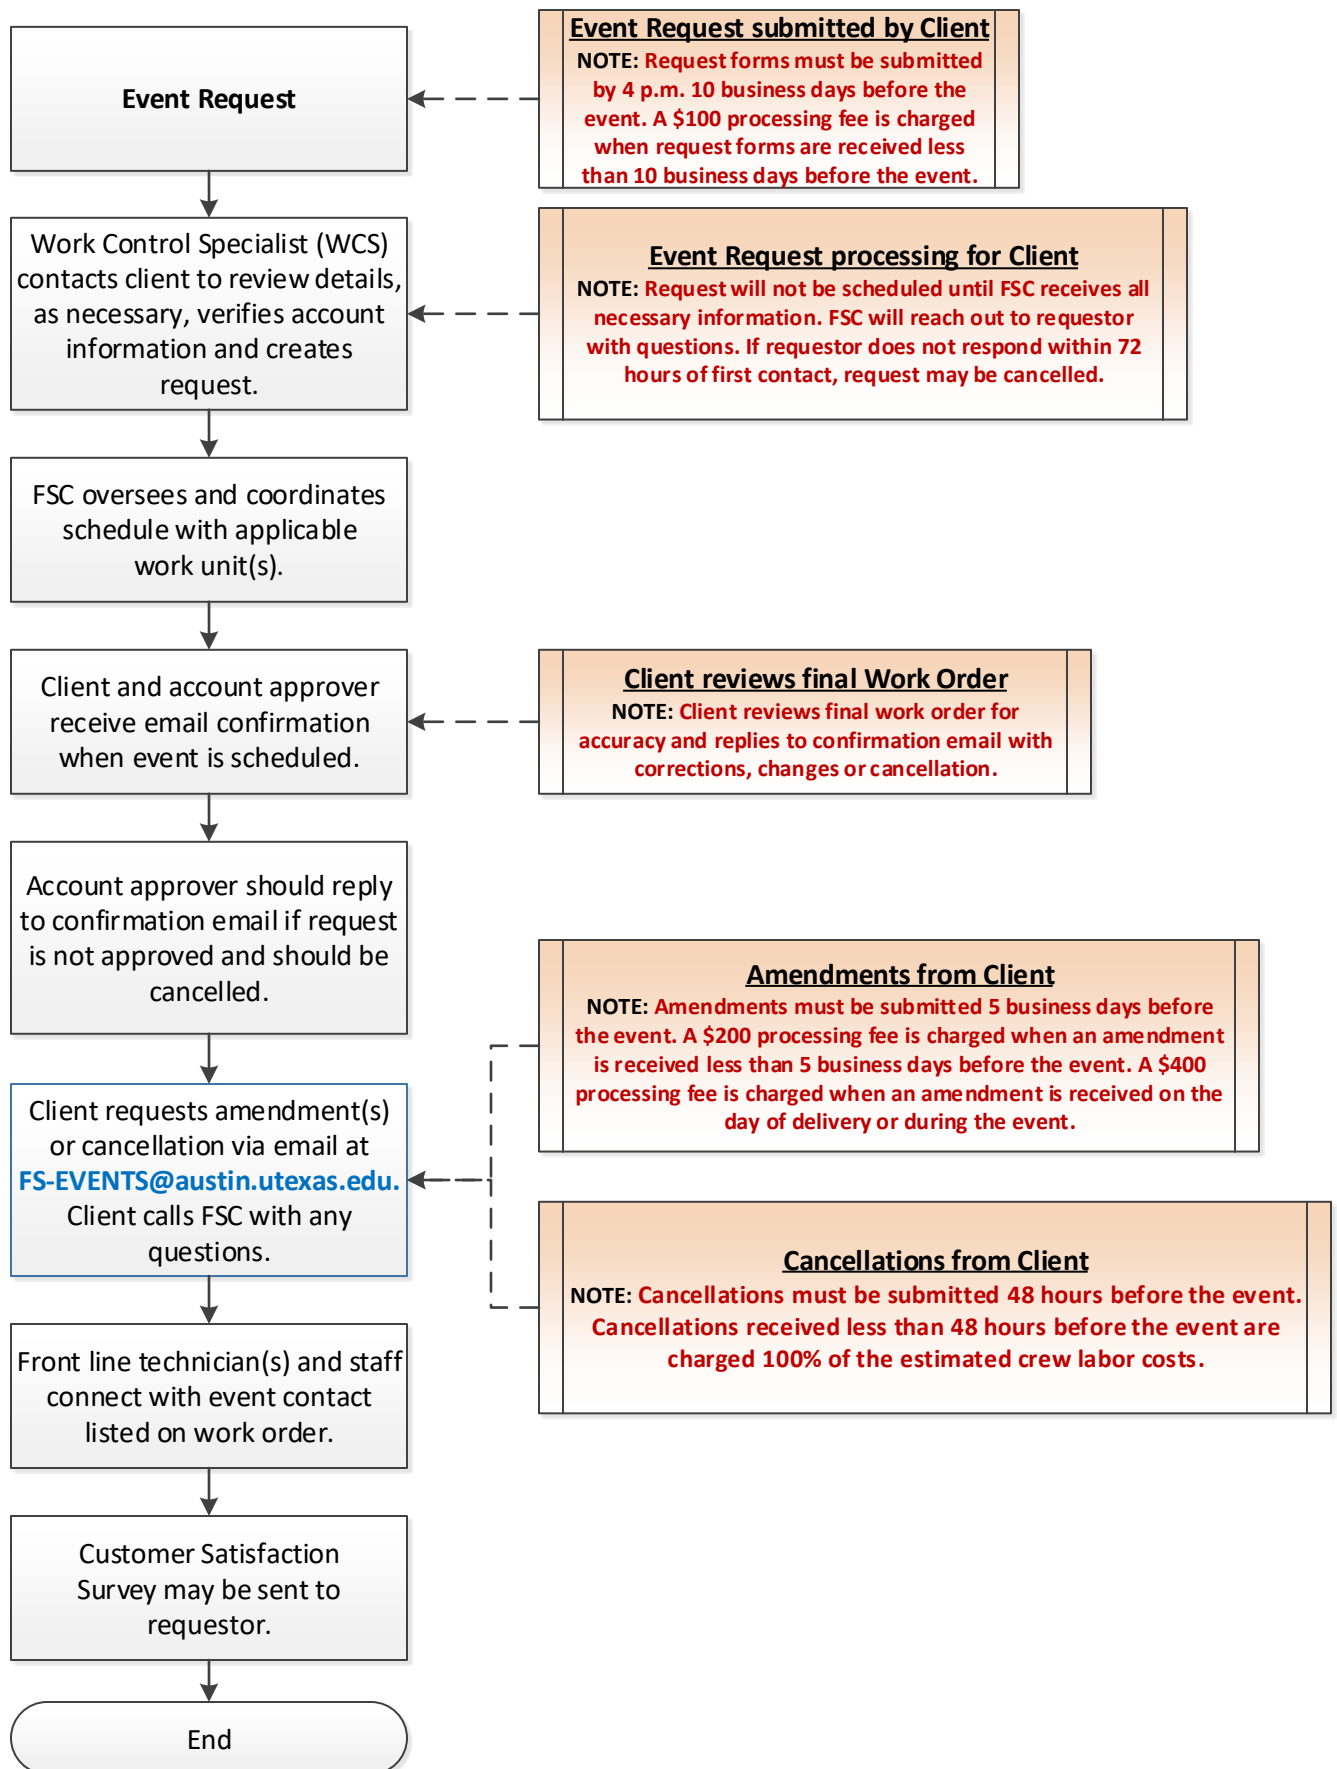 Event Request
Event Request submitted by Client
NOTE: Request forms must be submitted
by 4 p.m. 10 business days before the
event. A $100 processing fee is charged
when request forms are received less
than 10 business days before the event.
Work Control Specialist (WCS)
contacts client to review details,
as necessary, verifies account
information and creates
request.
Event Request processing for Client
NOTE: Request will not be scheduled until FSC receives all
necessary information. FSC will reach out to requestor
with questions. If requestor does not respond within 72
hours of first contact, request may be cancelled.
FSC oversees and coordinates
schedule with applicable
work unit(s).
Client and account approver
receive email confirmation
when event is scheduled.
Client reviews final Work Order
NOTE: Client reviews final work order for
accuracy and replies to confirmation email with
corrections, changes or cancellation.
Account approver should reply
to confirmation email if request
is not approved and should be
cancelled.
Amendments from Client
NOTE: Amendments must be submitted 5 business days before
the event. A $200 processing fee is charged when an amendment
is received less than 5 business days before the event. A $400
processing fee is charged when an amendment is received on the
day of delivery or during the event.
Client requests amendment(s)
or cancellation via email at
FS-EVENTS@austin.utexas.edu.
Client calls FSC with any
questions.
Cancellations from Client
NOTE: Cancellations must be submitted 48 hours before the event.
Cancellations received less than 48 hours before the event are
charged 100% of the estimated crew labor costs.
Front line technician(s) and staff
connect with event contact
listed on work order.
Customer Satisfaction
Survey may be sent to
requestor.
End